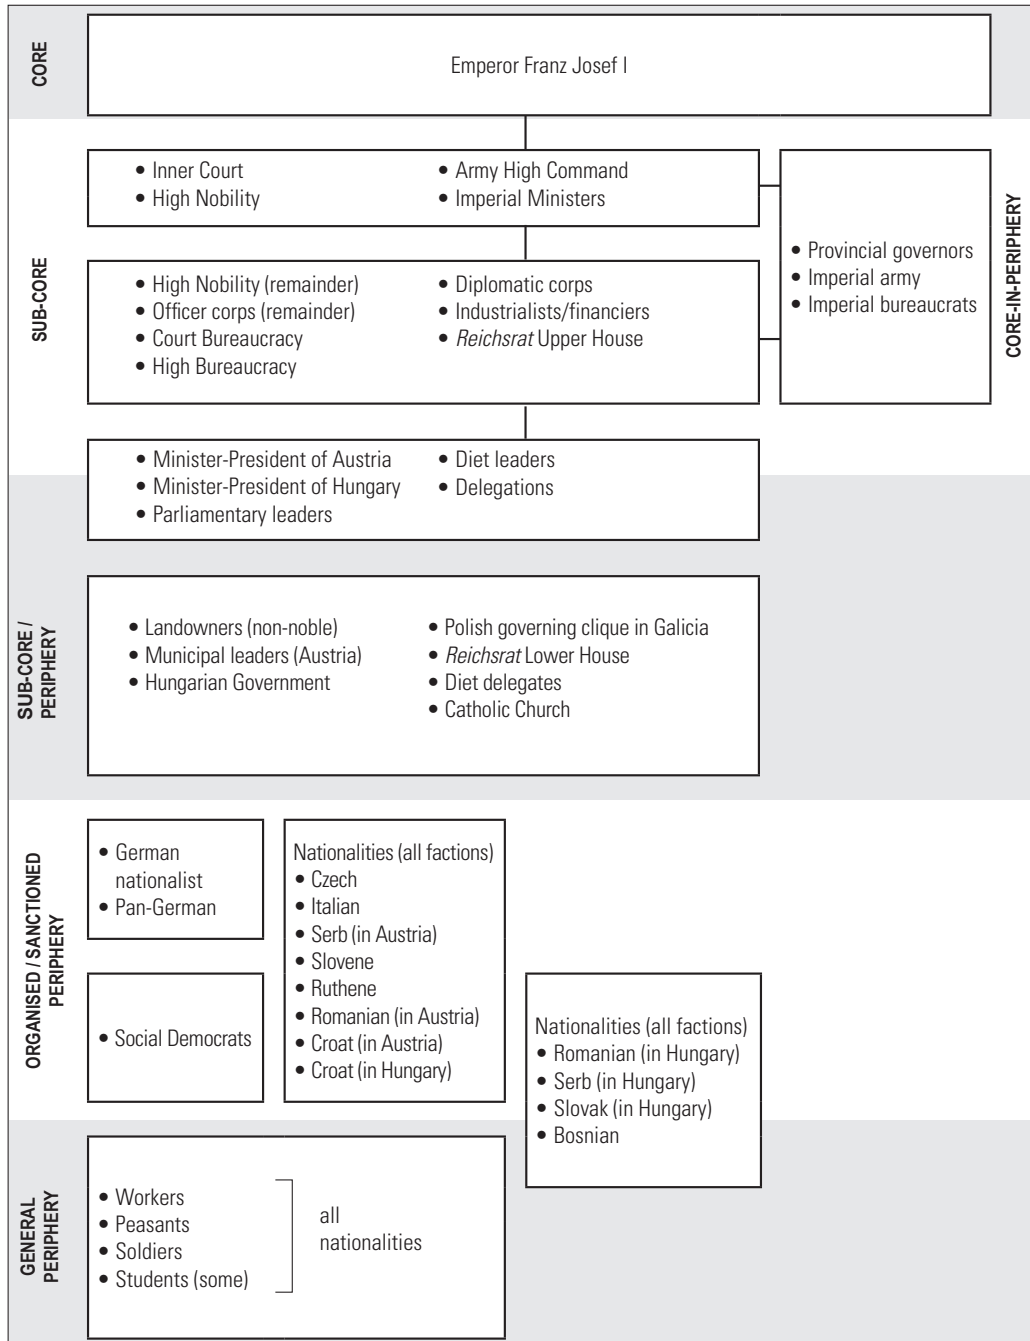 CORE
Emperor Franz Josef I
SUB-CORE
• Inner Court
• High Nobility
• Army High Command
• Imperial Ministers
• High Nobility (remainder)
• Officer corps (remainder)
• Court Bureaucracy
• High Bureaucracy
• Diplomatic corps
• Industrialists/financiers
• Reichsrat Upper House
CORE-IN-PERIPHERY
• Provincial governors
• Imperial army
• Imperial bureaucrats
• Minister-President of Austria
• Minister-President of Hungary
• Parliamentary leaders
• Diet leaders
• Delegations
SUB-CORE /
PERIPHERY
• Landowners (non-noble)
• Municipal leaders (Austria)
• Hungarian Government
• Polish governing clique in Galicia
• Reichsrat Lower House
• Diet delegates
• Catholic Church
ORGANISED / SANCTIONED
PERIPHERY
• German
nationalist
• Pan-German
• Social Democrats
Nationalities (all factions)
• Czech
• Italian
• Serb (in Austria)
• Slovene
• Ruthene
• Romanian (in Austria)
• Croat (in Austria)
• Croat (in Hungary)
Nationalities (all factions)
• Romanian (in Hungary)
• Serb (in Hungary)
• Slovak (in Hungary)
• Bosnian
GENERAL
PERIPHERY
• Workers
• Peasants
• Soldiers
• Students (some)
all
nationalities